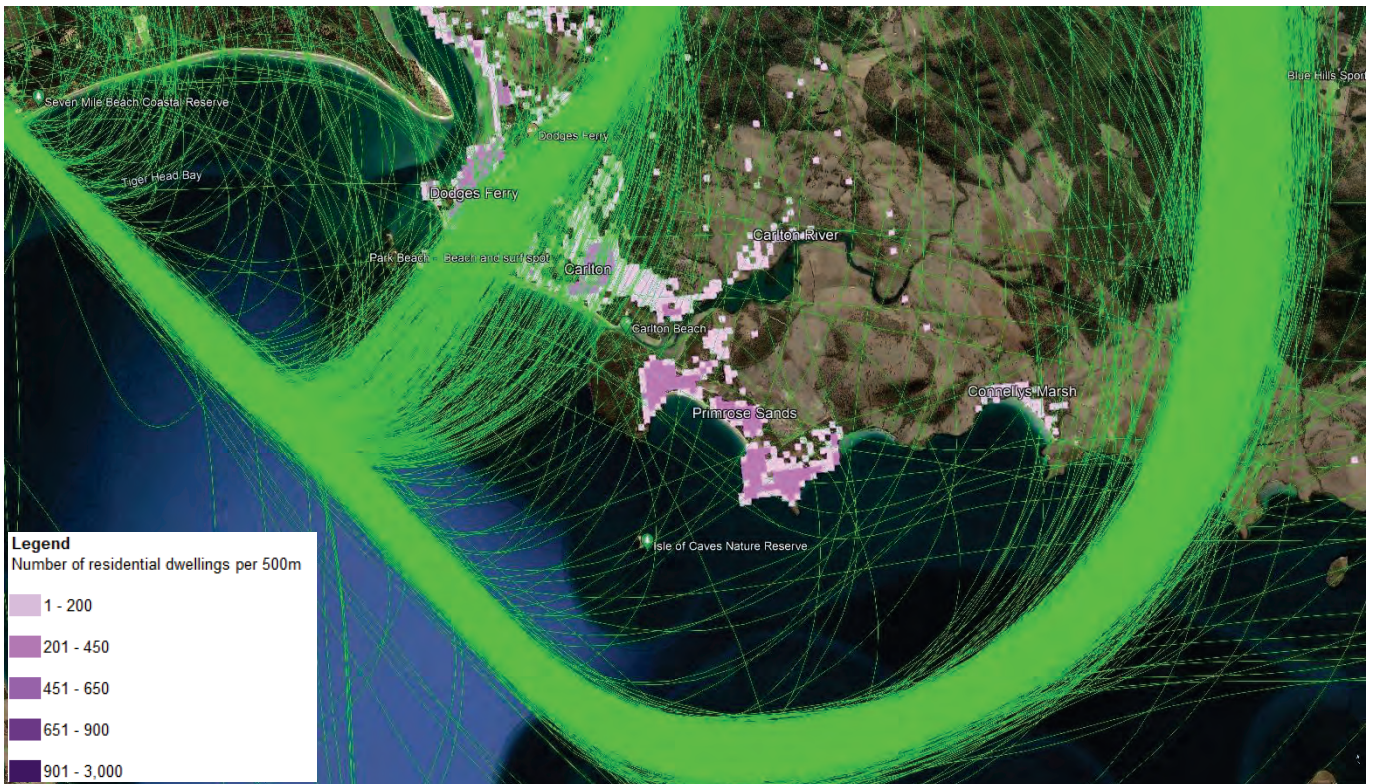 Blue Hills Sport
Seven Mile Beach Coastal Reserve
Dodges Ferry
Tiger Head Bay
Dodges Ferry
Carlton River
Park Beach - Beach and surf spot
Carlton
Carlton Beach
Connellys Marsh
Primrose Sands
Isle of Caves Nature Reserve
Legend
Number of residential dwellings per 500m
1 - 200
201 - 450
451 - 650
651 - 900
901 - 3,000